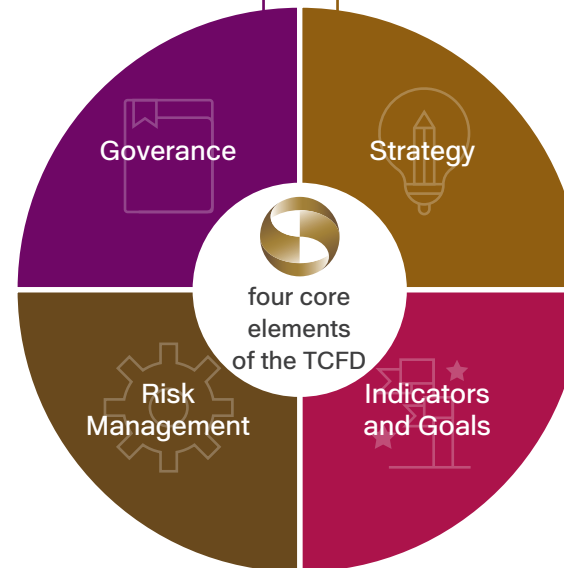 Goverance
Strategy
four core
elements
of the TCFD
Risk
Management
Indicators
and Goals